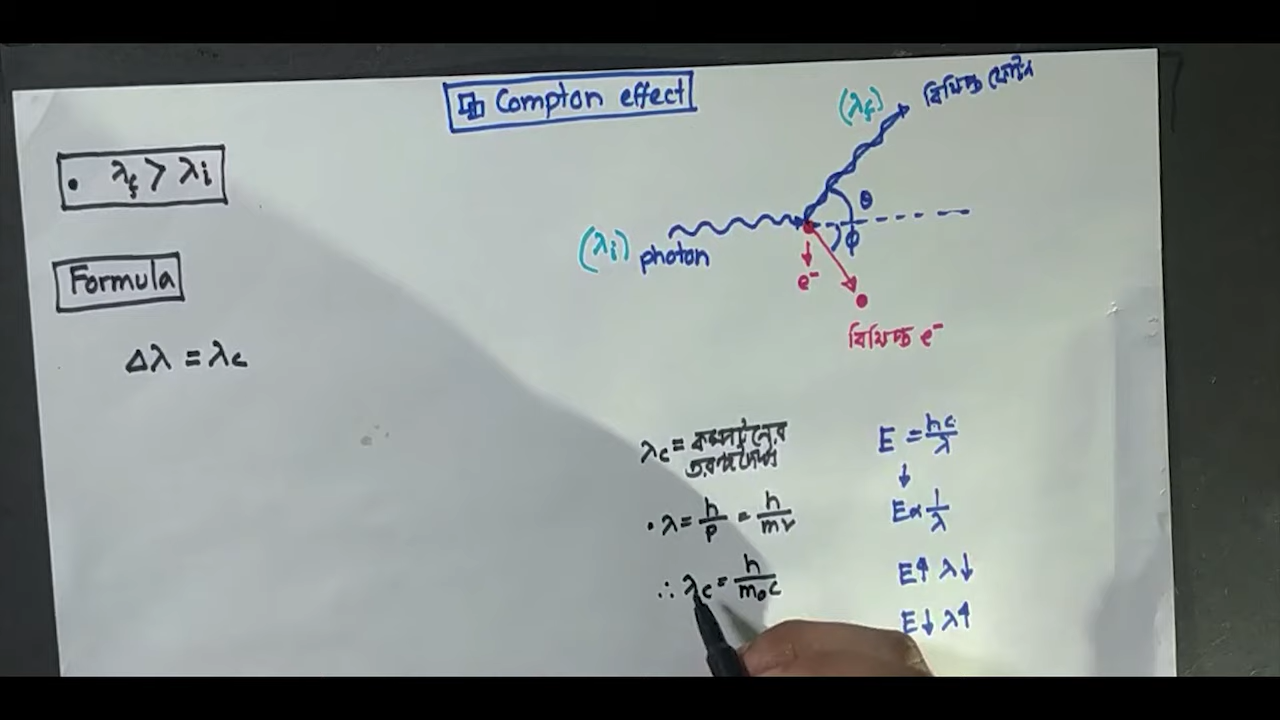 Compton effect
• λf > λi
Formula
Δλ = λc
(λf)
বিক্ষিপ্ত ফোটন
θ
(λi) photon
φ
e⁻
বিক্ষিপ্ত e⁻
λc = কম্পটনের
তরঙ্গদৈর্ঘ্য
• λ = h/p = h/mv
∴ λc = h/m₀c
E = hc/λ
↓
E ∝ 1/λ
E↑ λ↓
E↓ λ↑